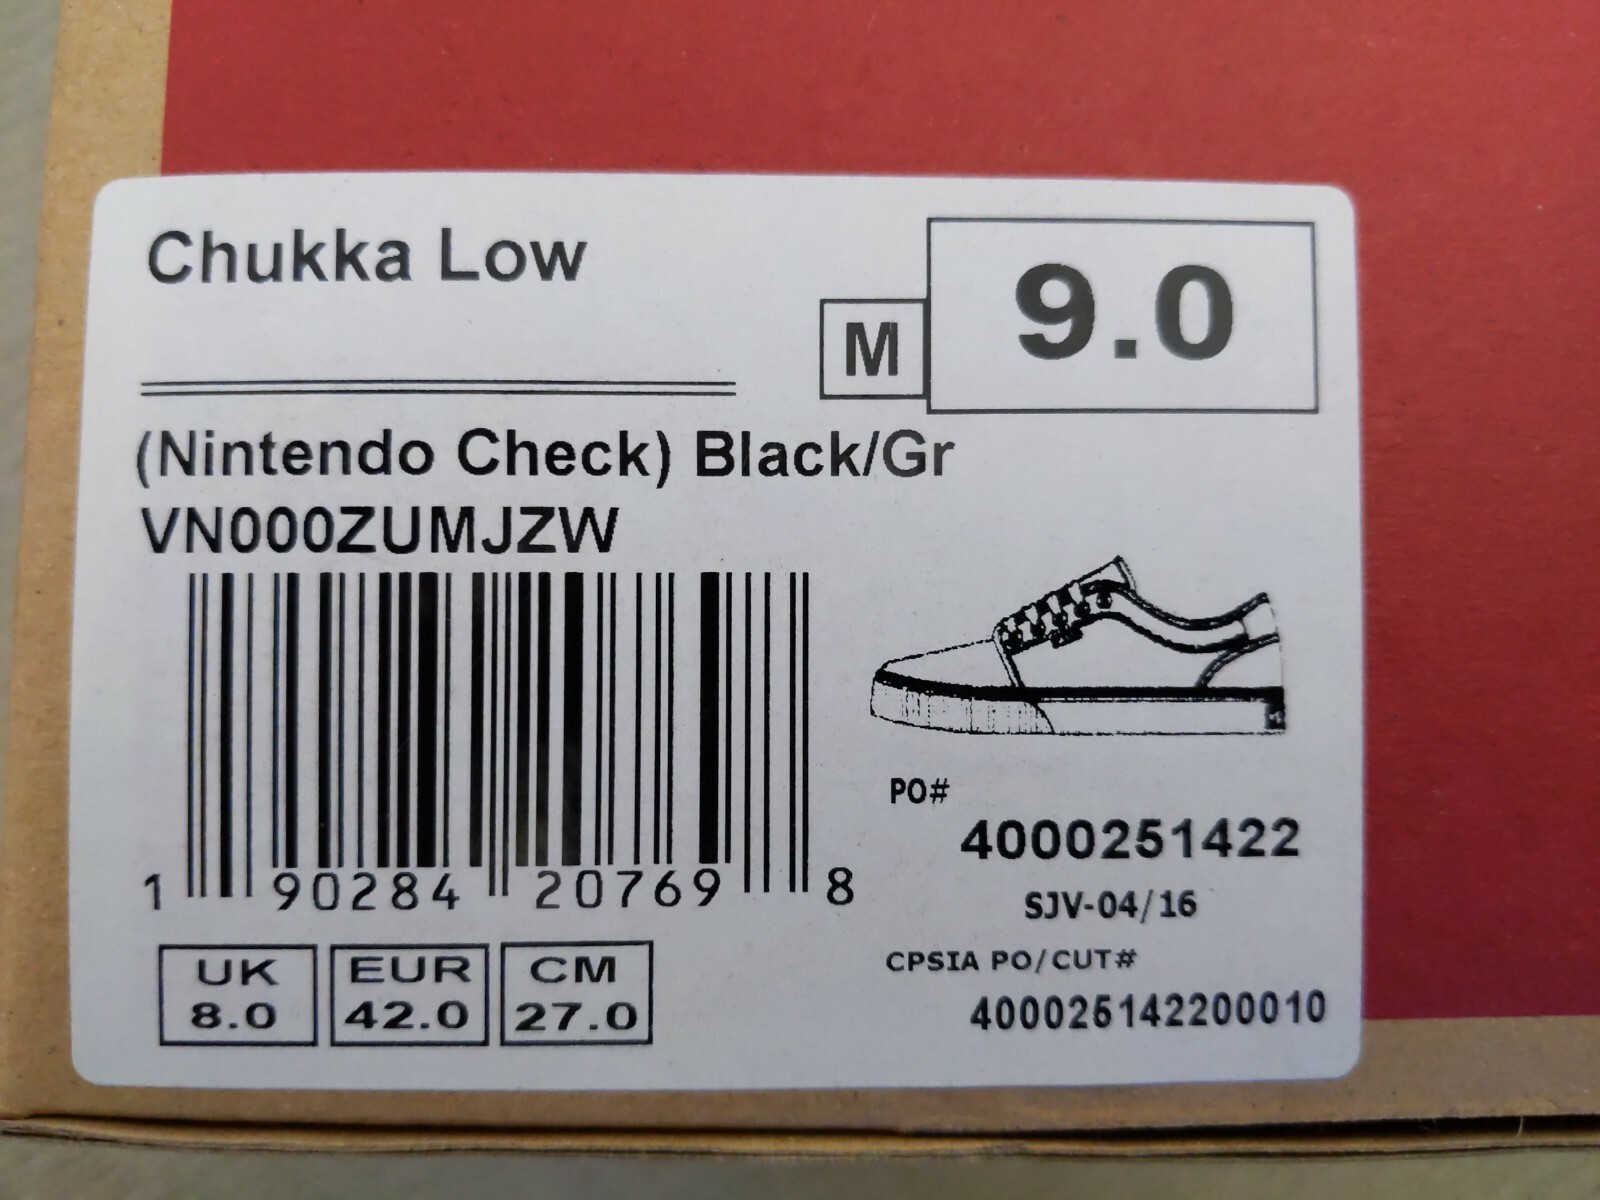 Chukka Low
M
9.0
(Nintendo Check) Black/Gr
VN000ZUMJZW
1 90284 20769 8
PO#
4000251422
SJV-04/16
CPSIA PO/CUT#
400025142200010
UK
8.0
EUR
42.0
CM
27.0